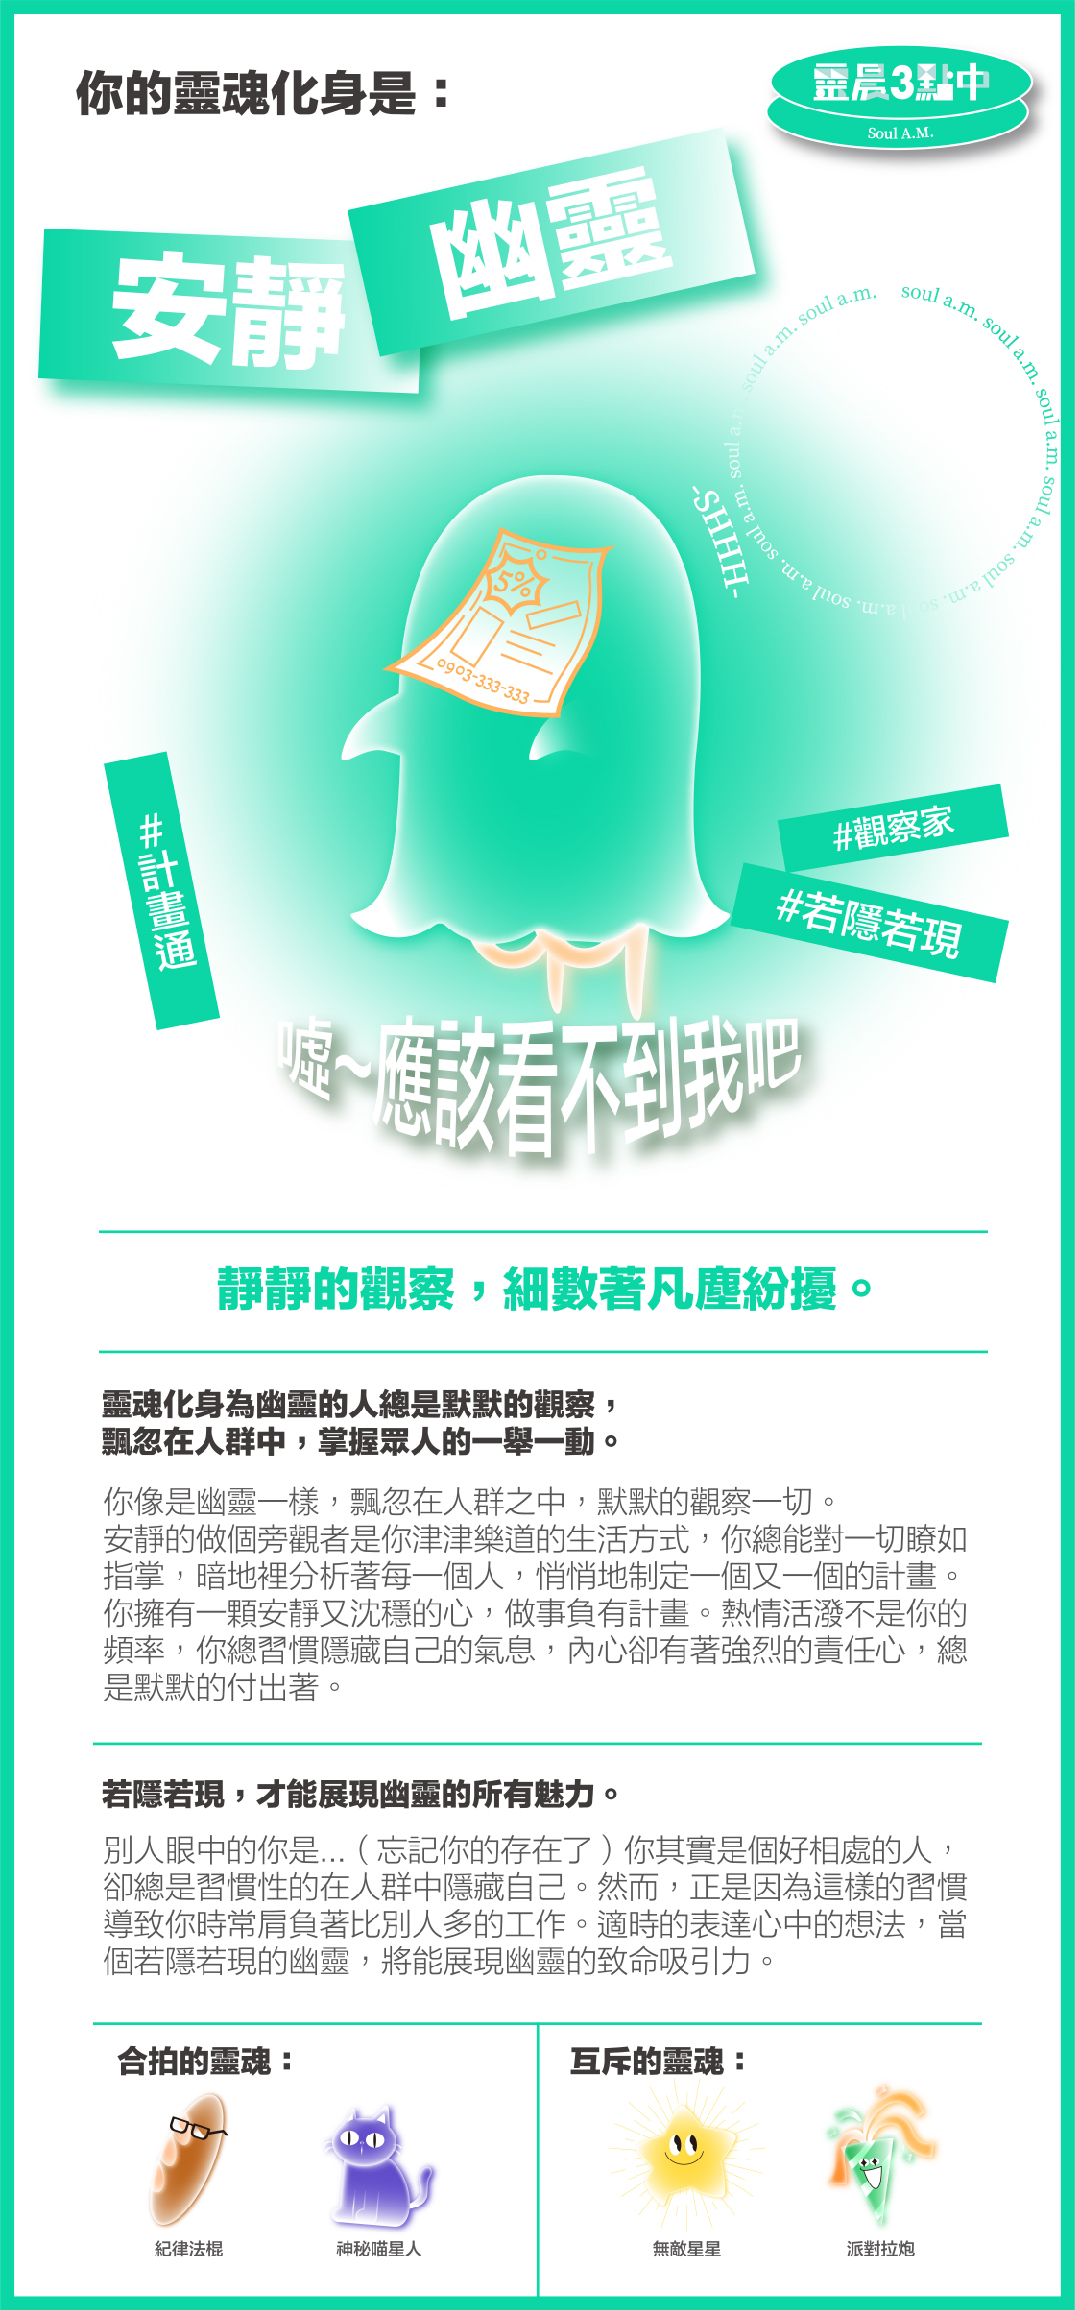 你的靈魂化身是：
靈晨3點中
Soul A.M.
安靜
幽靈
soul a.m. soul a.m. soul a.m. soul a.m. soul a.m. soul a.m. soul a.m. soul a.m. soul a.m. soul a.m. soul a.m.
-SHHH-
5%
0903-333-333
#計畫通
#觀察家
#若隱若現
噓~應該看不到我吧
靜靜的觀察，細數著凡塵紛擾。
靈魂化身為幽靈的人總是默默的觀察，
飄忽在人群中，掌握眾人的一舉一動。
你像是幽靈一樣，飄忽在人群之中，默默的觀察一切。
安靜的做個旁觀者是你津津樂道的生活方式，你總能對一切瞭如
指掌，暗地裡分析著每一個人，悄悄地制定一個又一個的計畫。
你擁有一顆安靜又沈穩的心，做事負有計畫。熱情活潑不是你的
頻率，你總習慣隱藏自己的氣息，內心卻有著強烈的責任心，總
是默默的付出著。
若隱若現，才能展現幽靈的所有魅力。
別人眼中的你是...（忘記你的存在了）你其實是個好相處的人，
卻總是習慣性的在人群中隱藏自己。然而，正是因為這樣的習慣
導致你時常肩負著比別人多的工作。適時的表達心中的想法，當
個若隱若現的幽靈，將能展現幽靈的致命吸引力。
合拍的靈魂：
互斥的靈魂：
紀律法棍
神秘喵星人
無敵星星
派對拉炮